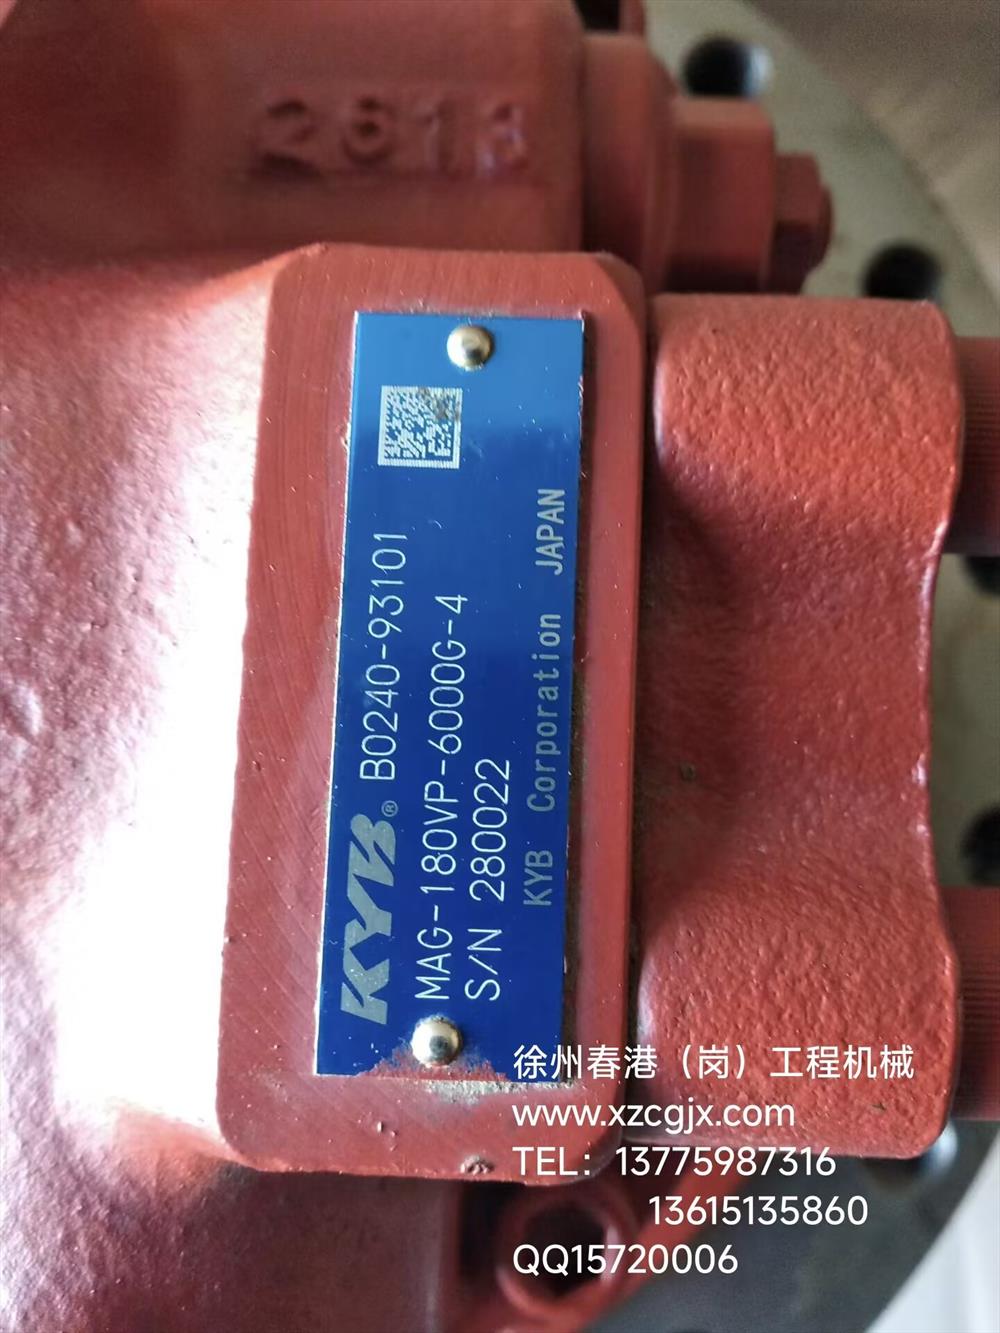 2613
KYB® B0240-93101
MAG-180VP-6000G-4
S/N 280022
KYB Corporation JAPAN
徐州春港（岗）工程机械
www.xzcgjx.com
TEL：13775987316
13615135860
QQ15720006